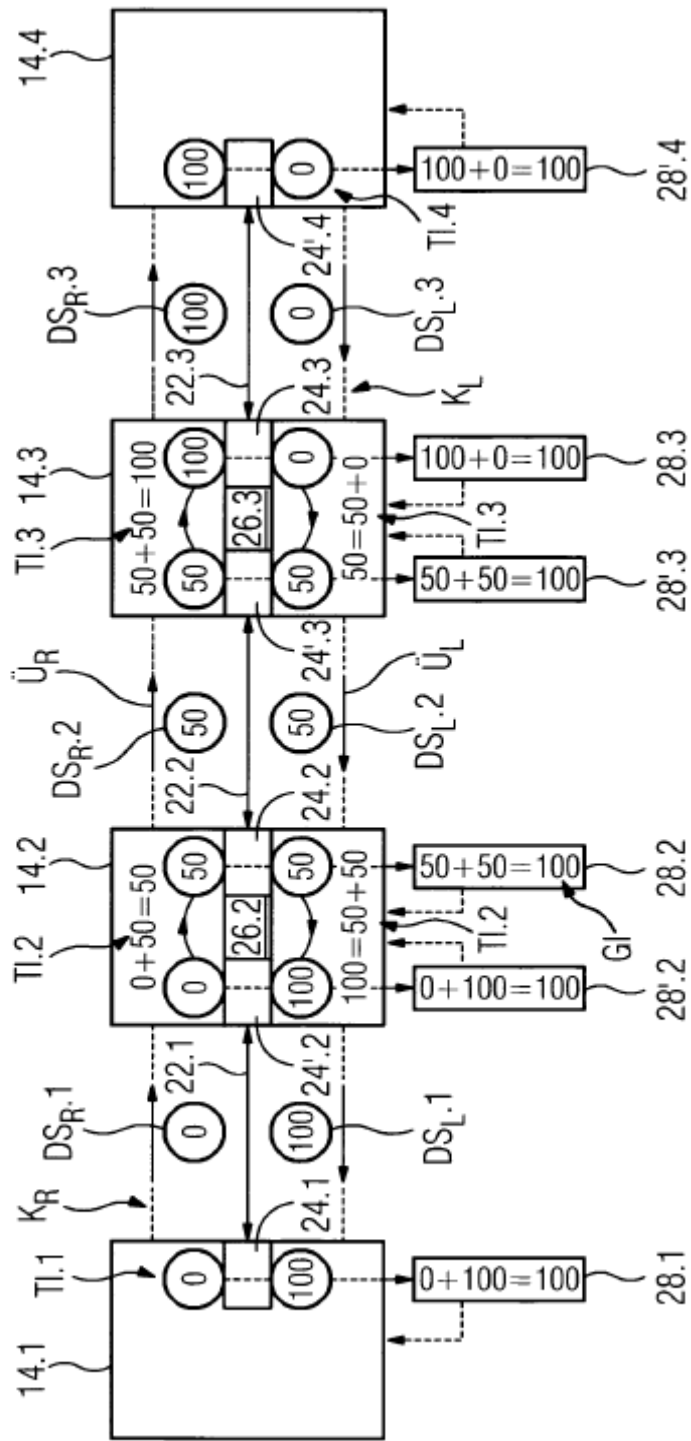 14.1
TI.1
K_R
DS_R.1
TI.2
14.2
DS_R.2
Ü_R
TI.3
14.3
DS_R.3
14.4
0+50=50
50+50=100
0
0
0
50
50
50
100
100
100
22.1
26.2
22.2
26.3
22.3
100
24.1
100
24'.2
100
50
24.2
50
24'.3
50
0
24.3
0
24'.4
0
DS_L.1
100=50+50
DS_L.2
Ü_L
50=50+0
K_L
DS_L.3
TI.4
TI.2
TI.3
0+100=100
0+100=100
50+50=100
50+50=100
100+0=100
100+0=100
GI
28.1
28'.2
28.2
28'.3
28.3
28'.4